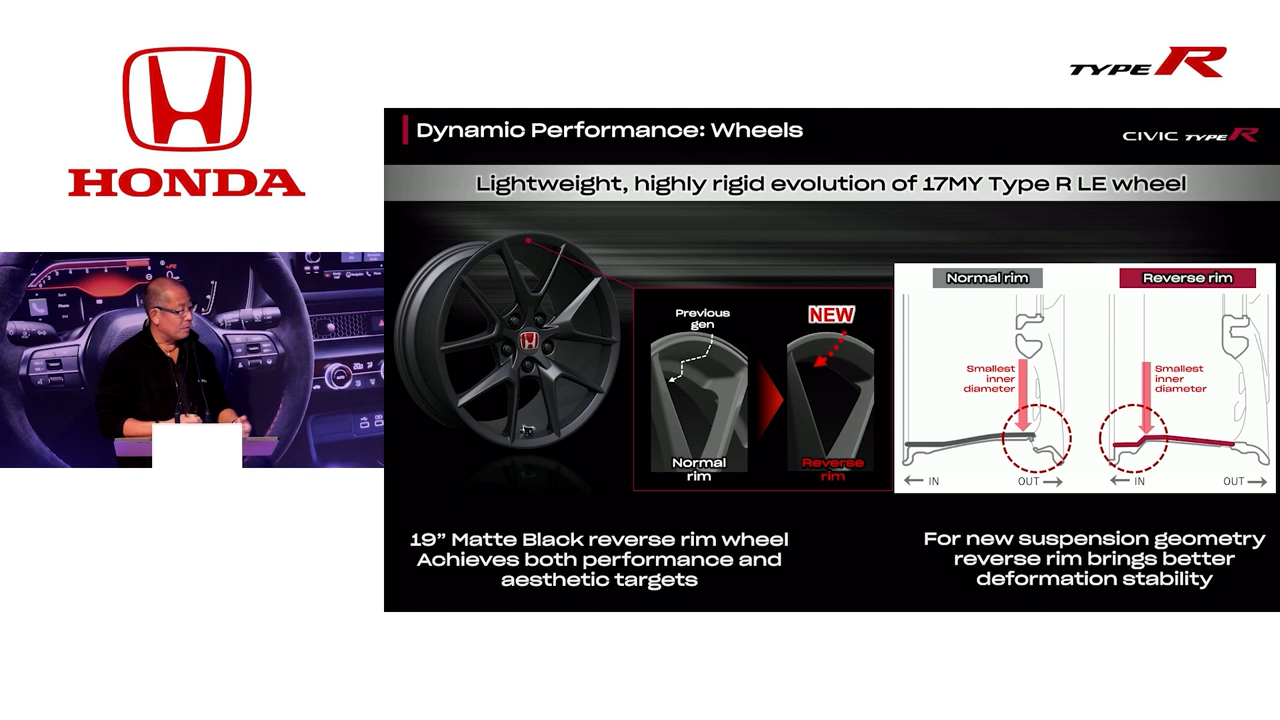 HONDA
TYPE R
Dynamic Performance: Wheels
CIVIC TYPE R
Lightweight, highly rigid evolution of 17MY Type R LE wheel
Previous
gen
NEW
Normal
rim
Reverse
rim
Normal rim
Reverse rim
Smallest
inner
diameter
Smallest
inner
diameter
IN
OUT
IN
OUT
19” Matte Black reverse rim wheel
Achieves both performance and
aesthetic targets
For new suspension geometry
reverse rim brings better
deformation stability